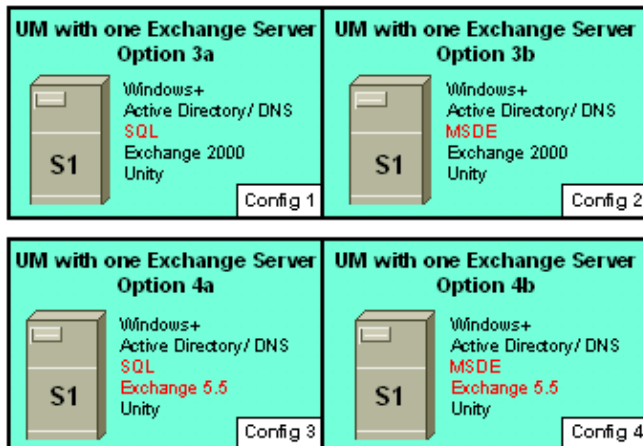 UM with one Exchange Server
Option 3a
S1
Windows+
Active Directory/ DNS
SQL
Exchange 2000
Unity
Config 1
UM with one Exchange Server
Option 3b
S1
Windows+
Active Directory/ DNS
MSDE
Exchange 2000
Unity
Config 2
UM with one Exchange Server
Option 4a
S1
Windows+
Active Directory/ DNS
SQL
Exchange 5.5
Unity
Config 3
UM with one Exchange Server
Option 4b
S1
Windows+
Active Directory/ DNS
MSDE
Exchange 5.5
Unity
Config 4